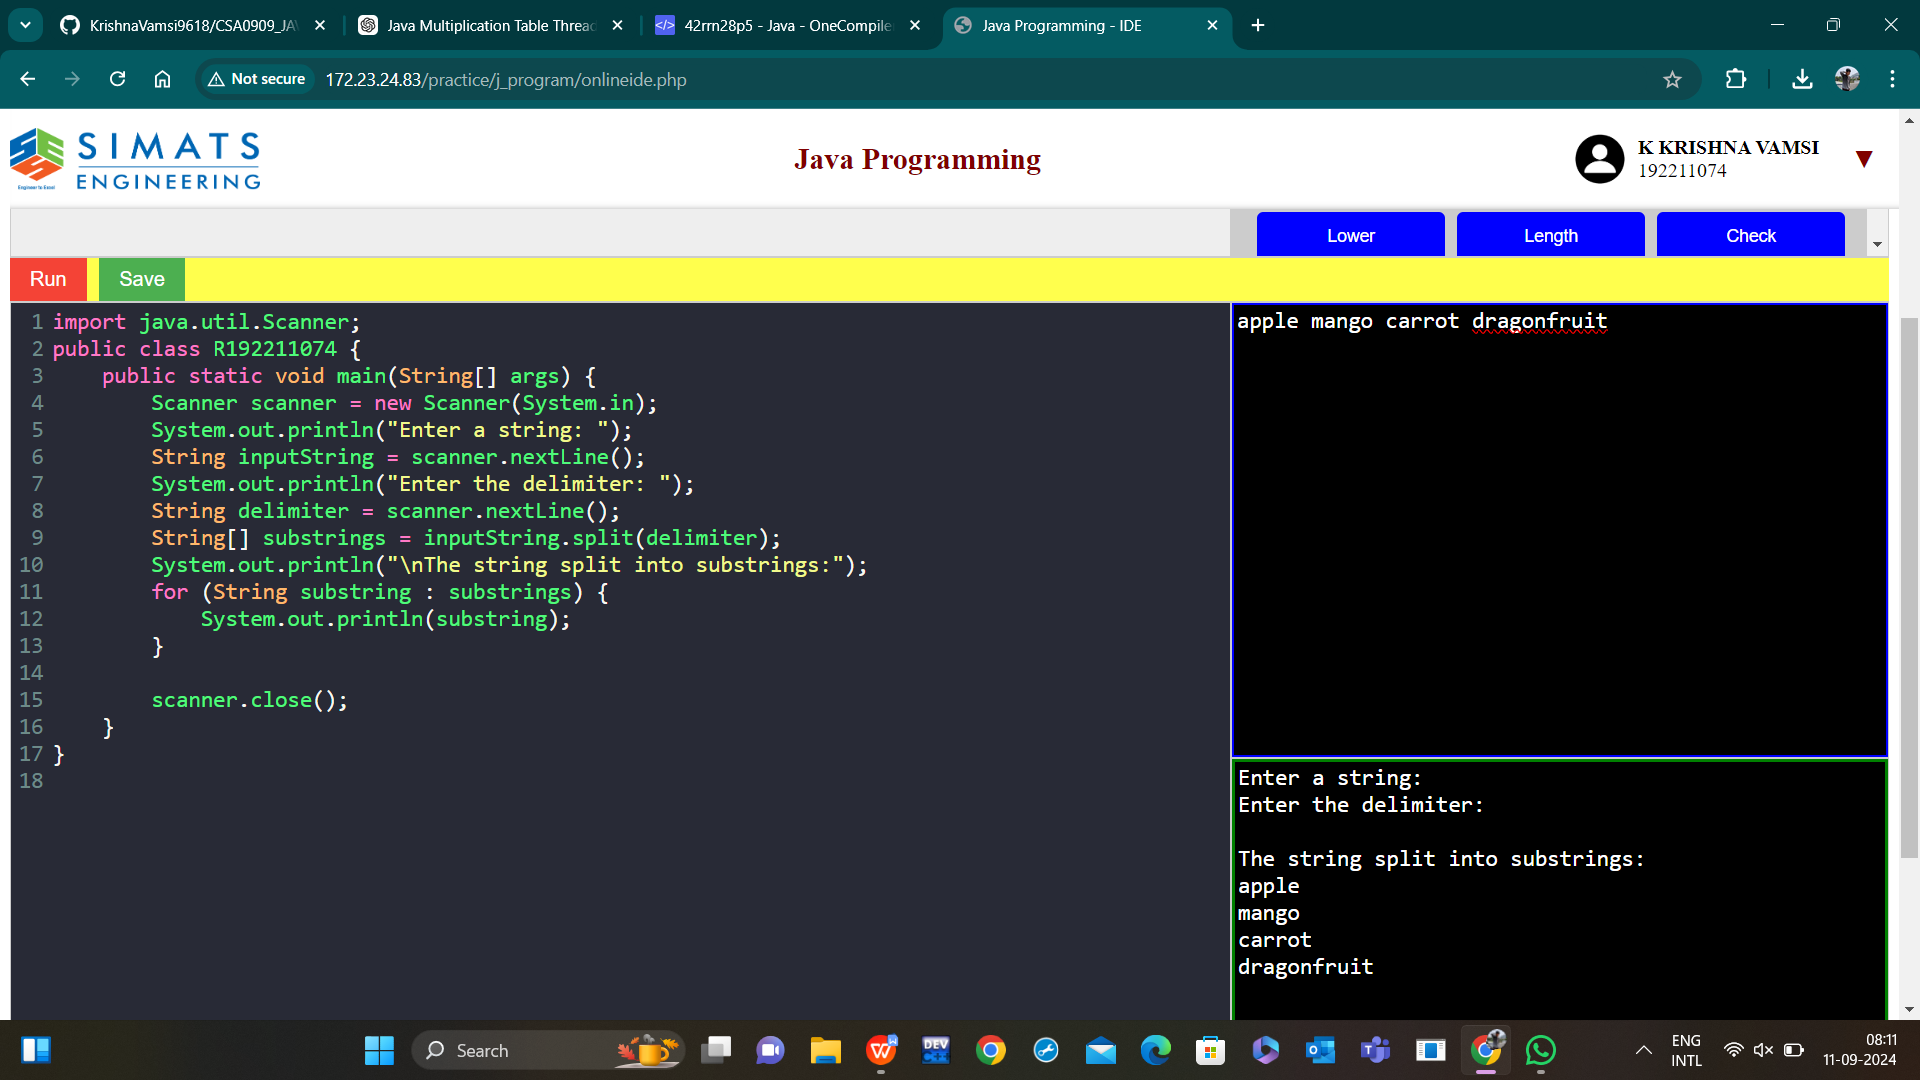 KrishnaVamsi9618/CSA0909_JAV
Java Multiplication Table Thread
42rrn28p5 - Java - OneCompiler
Java Programming - IDE
Not secure
172.23.24.83/practice/j_program/onlineide.php
SIMATS
ENGINEERING
Engineer to Excel
Java Programming
K KRISHNA VAMSI
192211074
Lower
Length
Check
Run
Save
1 import java.util.Scanner;
2 public class R192211074 {
3     public static void main(String[] args) {
4         Scanner scanner = new Scanner(System.in);
5         System.out.println("Enter a string: ");
6         String inputString = scanner.nextLine();
7         System.out.println("Enter the delimiter: ");
8         String delimiter = scanner.nextLine();
9         String[] substrings = inputString.split(delimiter);
10         System.out.println("\nThe string split into substrings:");
11         for (String substring : substrings) {
12             System.out.println(substring);
13         }
14
15         scanner.close();
16     }
17 }
18
apple mango carrot dragonfruit
Enter a string:
Enter the delimiter:
The string split into substrings:
apple
mango
carrot
dragonfruit
Search
DEV
C++
ENG
INTL
08:11
11-09-2024